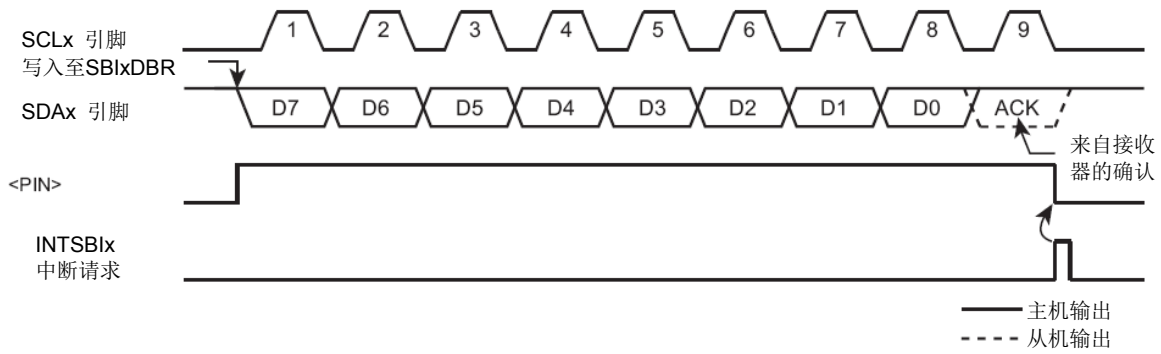 SCLx 引脚
1 2 3 4 5 6 7 8 9
写入至SBIxDBR
SDAx 引脚
D7 D6 D5 D4 D3 D2 D1 D0 ACK
来自接收
器的确认
<PIN>
INTSBIx
中断请求
主机输出
从机输出